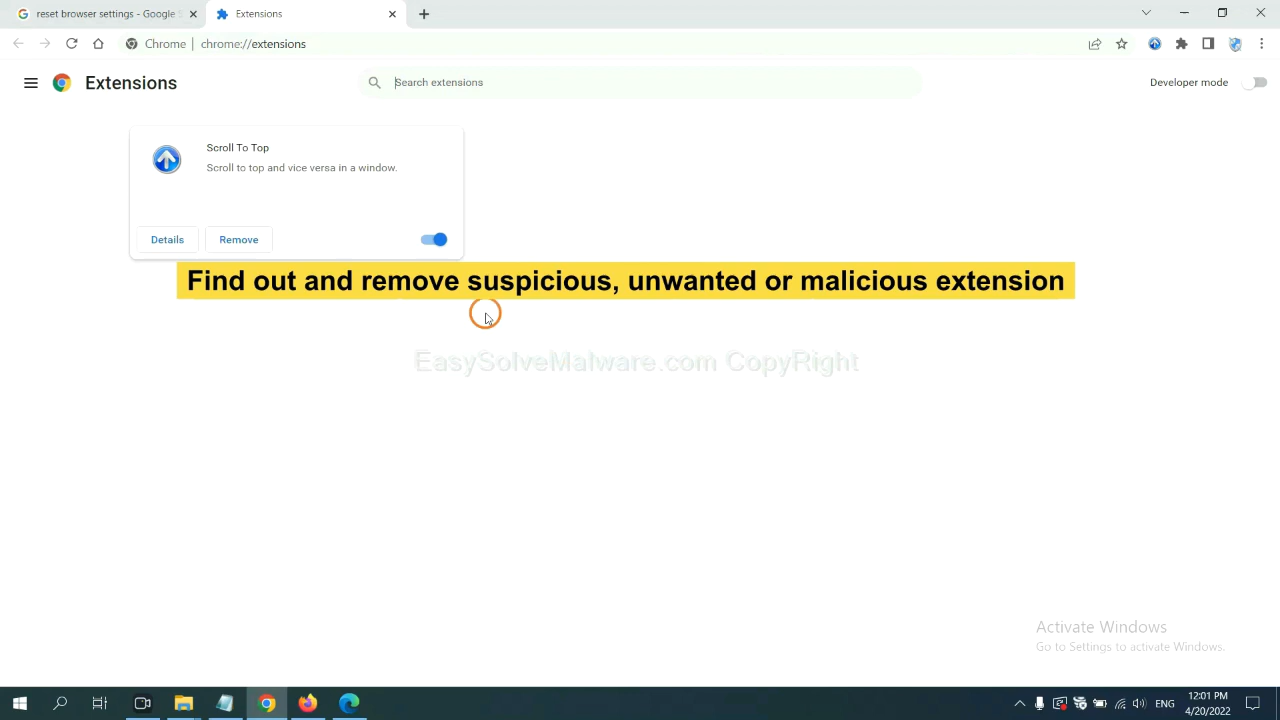 reset browser settings - Google S
Extensions
Chrome | chrome://extensions
Extensions
Search extensions
Developer mode
Scroll To Top
Scroll to top and vice versa in a window.
Details
Remove
Find out and remove suspicious, unwanted or malicious extension
EasySolveMalware.com CopyRight
Activate Windows
Go to Settings to activate Windows.
ENG
12:01 PM
4/20/2022